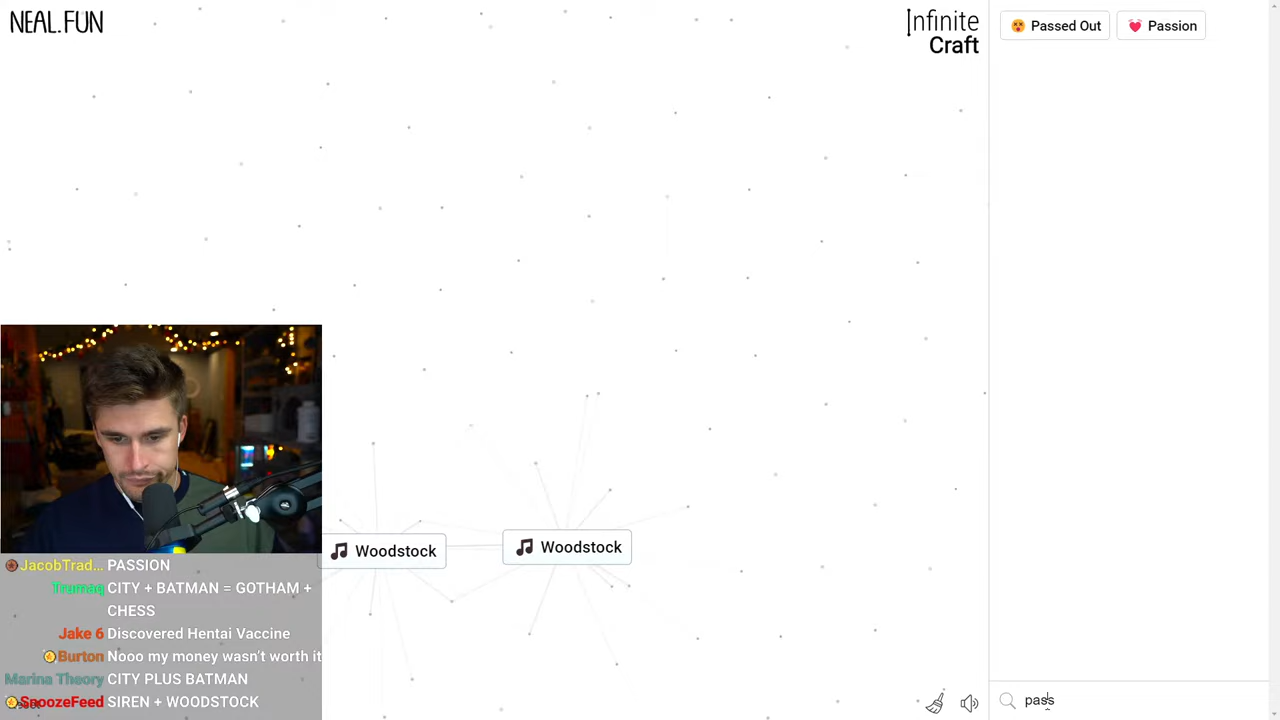 NEAL.FUN
Infinite
Craft
😵 Passed Out
💓 Passion
Woodstock
Woodstock
JacobTrad... PASSION
Trumaq CITY + BATMAN = GOTHAM +
CHESS
Jake 6 Discovered Hentai Vaccine
Burton Nooo my money wasn't worth it
Marina Theory CITY PLUS BATMAN
SnoozeFeed SIREN + WOODSTOCK
pass